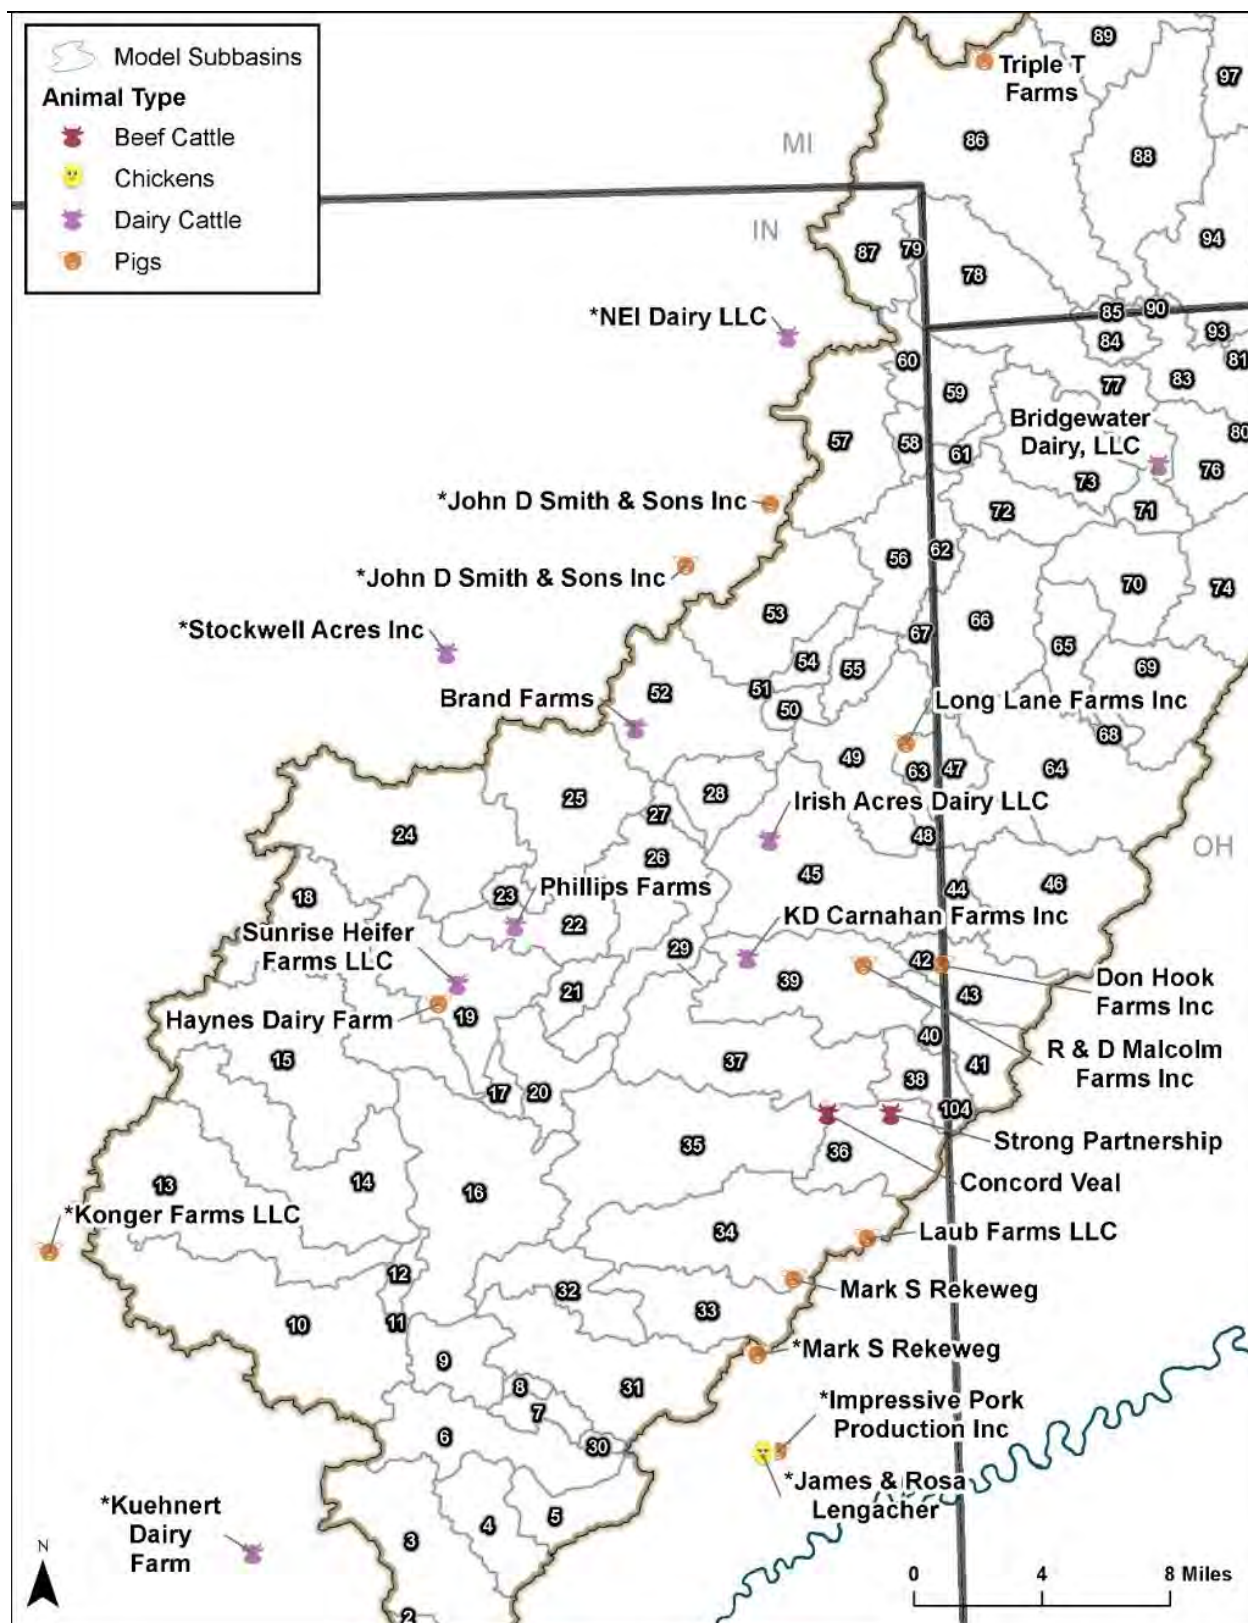 Model Subbasins
Animal Type
Beef Cattle
Chickens
Dairy Cattle
Pigs
89
Triple T
Farms
97
86
MI
88
IN
94
87
79
78
*NEI Dairy LLC
85
90
93
84
60
81
77
83
59
Bridgewater
Dairy, LLC
57
58
61
80
76
73
*John D Smith & Sons Inc
72
71
56
62
*John D Smith & Sons Inc
70
74
53
66
*Stockwell Acres Inc
67
65
54
55
69
52
51
Brand Farms
50
Long Lane Farms Inc
68
49
63
47
64
25
28
Irish Acres Dairy LLC
27
24
48
OH
26
45
46
44
23
Phillips Farms
18
KD Carnahan Farms Inc
22
Sunrise Heifer
Farms LLC
29
42
39
Don Hook
Farms Inc
21
43
Haynes Dairy Farm
19
40
R & D Malcolm
Farms Inc
15
37
41
38
17
20
104
Strong Partnership
35
36
13
14
16
Concord Veal
*Konger Farms LLC
34
Laub Farms LLC
12
32
Mark S Rekeweg
33
10
11
*Mark S Rekeweg
9
8
31
*Impressive Pork
Production Inc
7
6
30
*James & Rosa
Lengacher
*Kuehnert
Dairy
Farm
5
4
3
N
0
4
8 Miles
2